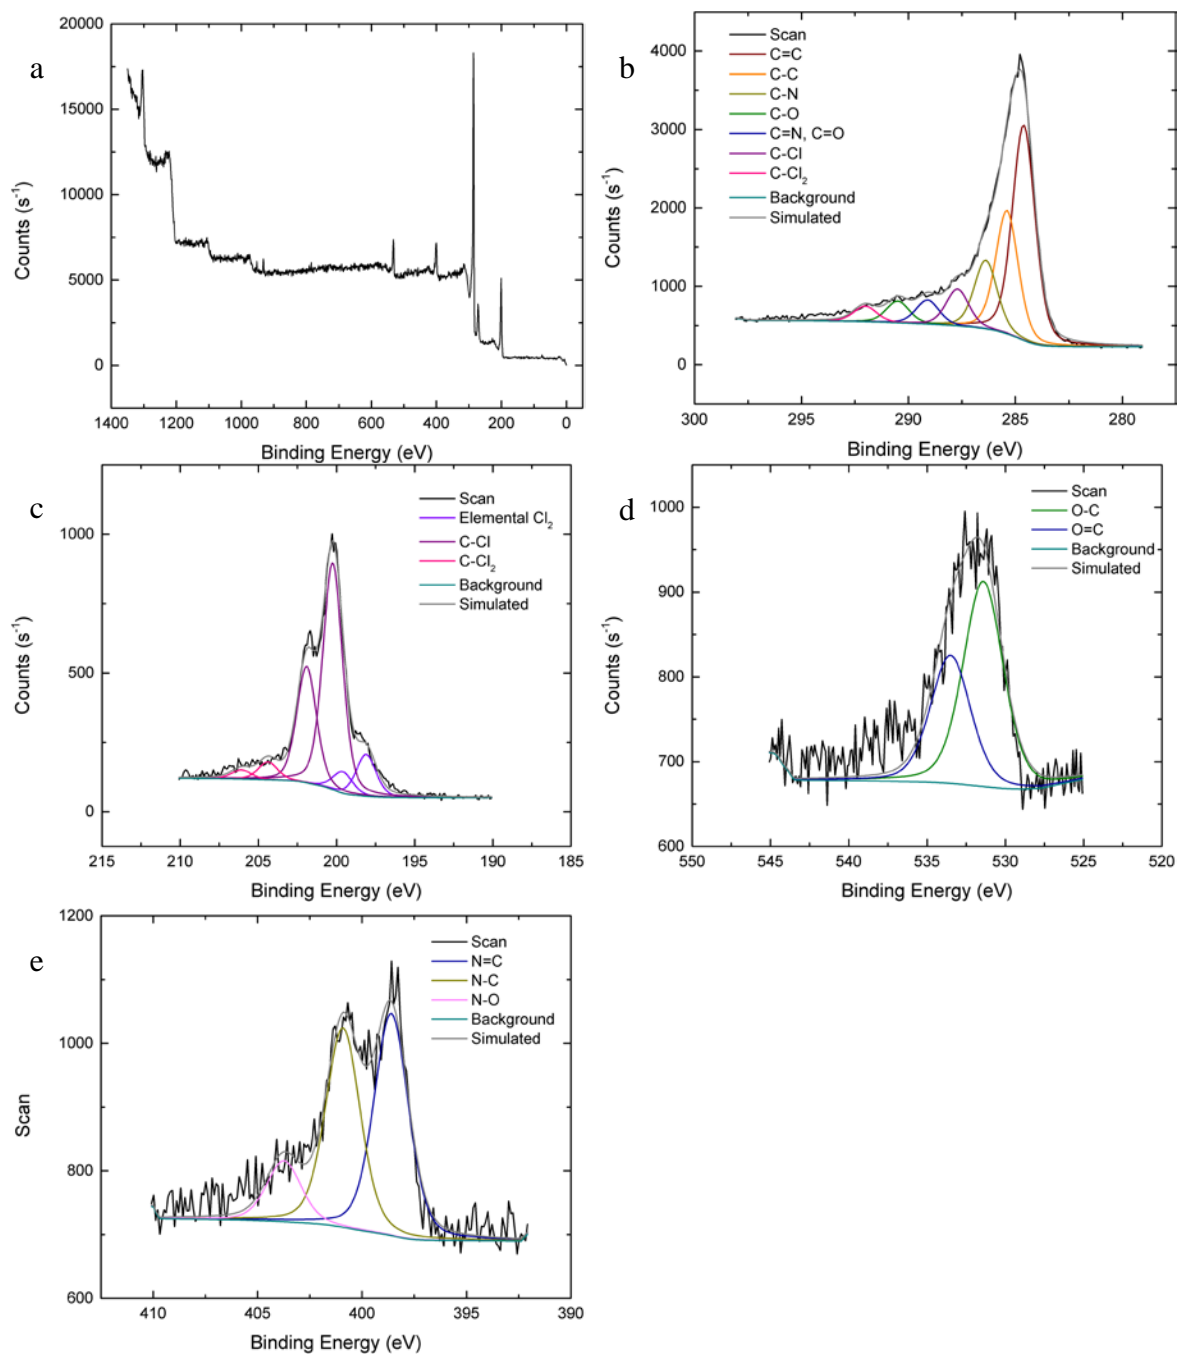 a
20000
15000
10000
5000
0
Counts (s⁻¹)
1400 1200 1000 800 600 400 200 0
Binding Energy (eV)
b
Scan
C=C
C-C
C-N
C-O
C=N, C=O
C-Cl
C-Cl₂
Background
Simulated
4000
3000
2000
1000
0
Counts (s⁻¹)
300 295 290 285 280
Binding Energy (eV)
c
Scan
Elemental Cl₂
C-Cl
C-Cl₂
Background
Simulated
1000
500
0
Counts (s⁻¹)
215 210 205 200 195 190 185
Binding Energy (eV)
d
Scan
O-C
O=C
Background
Simulated
1000
900
800
700
600
Counts (s⁻¹)
550 545 540 535 530 525 520
Binding Energy (eV)
e
Scan
N=C
N-C
N-O
Background
Simulated
1200
1000
800
600
Scan
410 405 400 395 390
Binding Energy (eV)